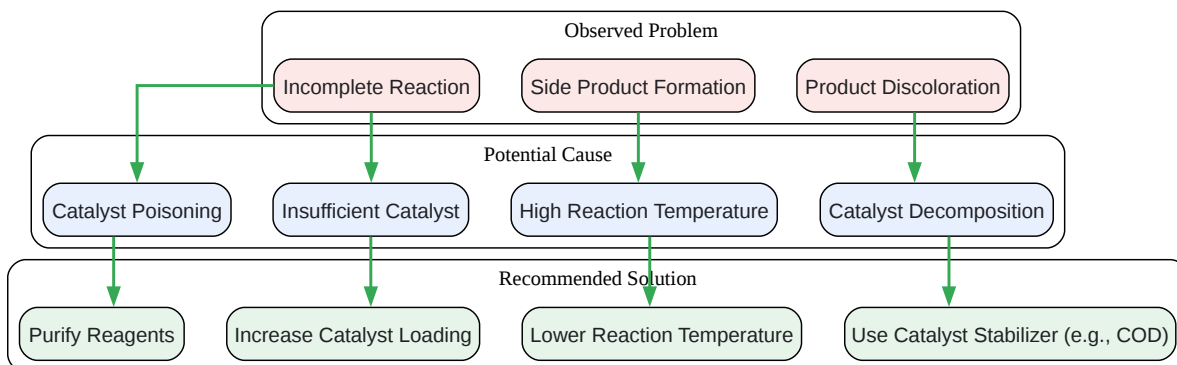 Observed Problem
Incomplete Reaction
Side Product Formation
Product Discoloration
Potential Cause
Catalyst Poisoning
Insufficient Catalyst
High Reaction Temperature
Catalyst Decomposition
Recommended Solution
Purify Reagents
Increase Catalyst Loading
Lower Reaction Temperature
Use Catalyst Stabilizer (e.g., COD)